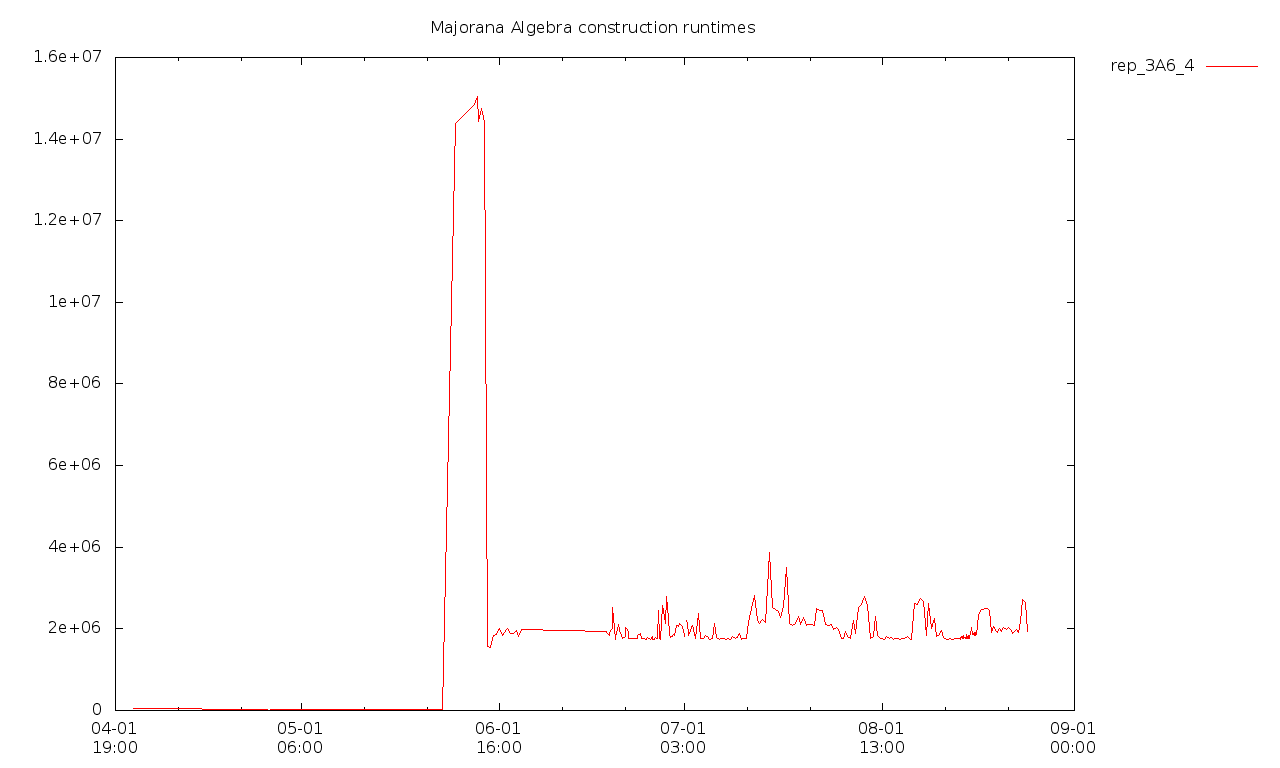 Majorana Algebra construction runtimes
rep_3A6_4
1.6e+07
1.4e+07
1.2e+07
1e+07
8e+06
6e+06
4e+06
2e+06
0
04-01 05-01 06-01 07-01 08-01 09-01
19:00 06:00 16:00 03:00 13:00 00:00